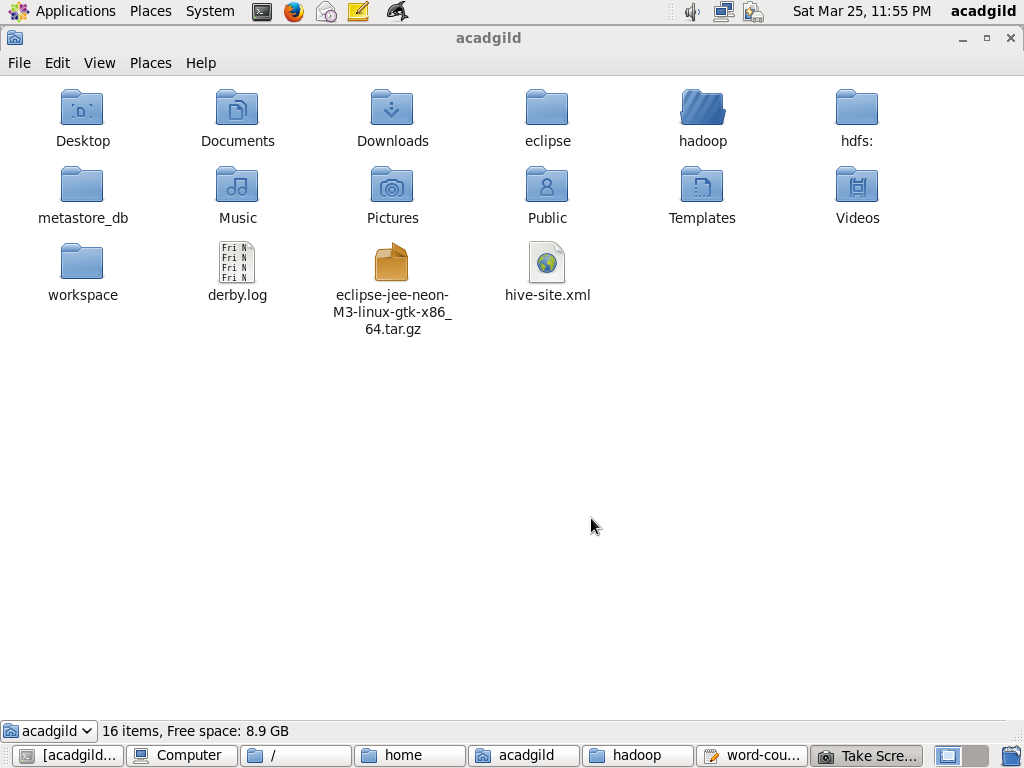 Applications Places System Sat Mar 25, 11:55 PM acadgild
acadgild
File Edit View Places Help
Desktop Documents Downloads eclipse hadoop hdfs:
metastore_db Music Pictures Public Templates Videos
Fri N
Fri N
Fri N
Fri N
workspace derby.log eclipse-jee-neon- hive-site.xml
M3-linux-gtk-x86_
64.tar.gz
acadgild 16 items, Free space: 8.9 GB
[acadgild... Computer / home acadgild hadoop word-cou... Take Scre...